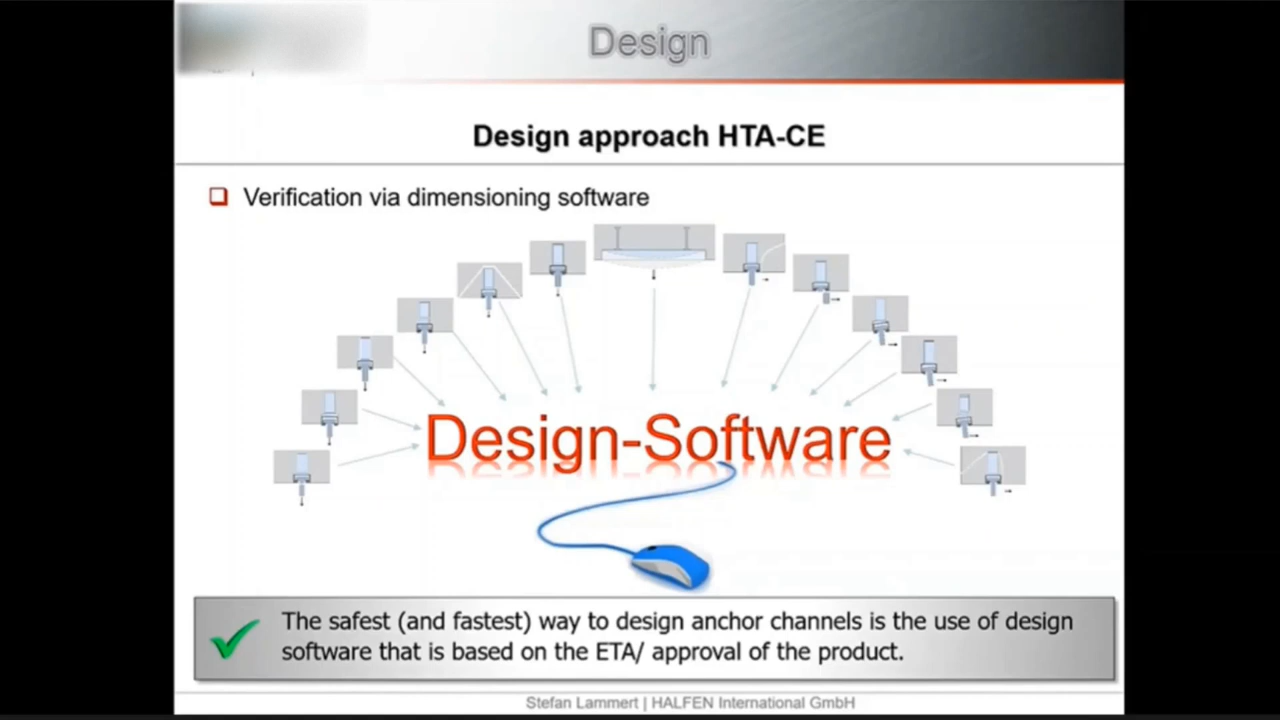 Design
Design approach HTA-CE
Verification via dimensioning software
Design-Software
The safest (and fastest) way to design anchor channels is the use of design
software that is based on the ETA/ approval of the product.
Stefan Lammert | HALFEN International GmbH